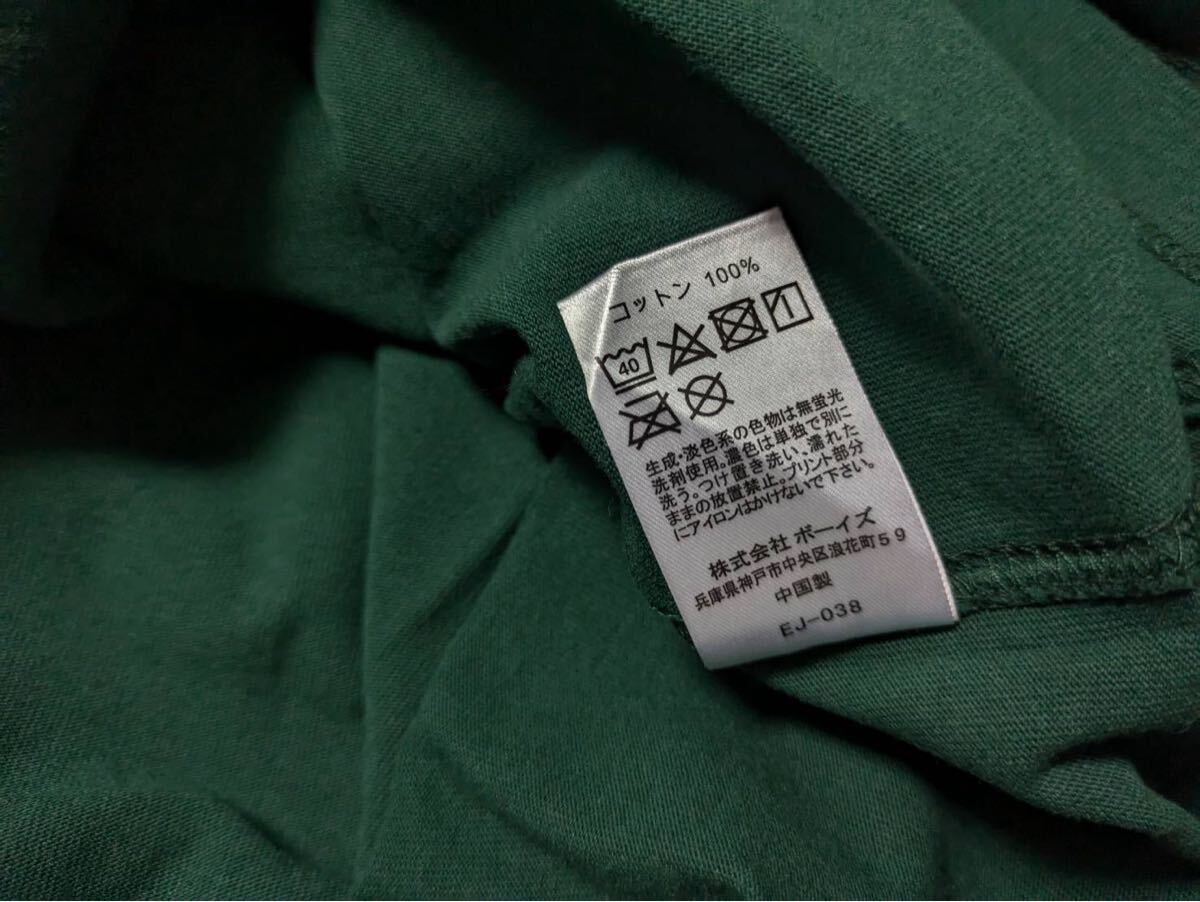 コットン 100%
40
生成・淡色系の色物は無蛍光
洗剤使用。濃色は単独で別に
洗う。つけ置き洗い、濡れた
ままの放置禁止。プリント部分
にアイロンはかけないで下さい。
株式会社 ボーイズ
兵庫県神戸市中央区浪花町５９
中国製
EJ-038